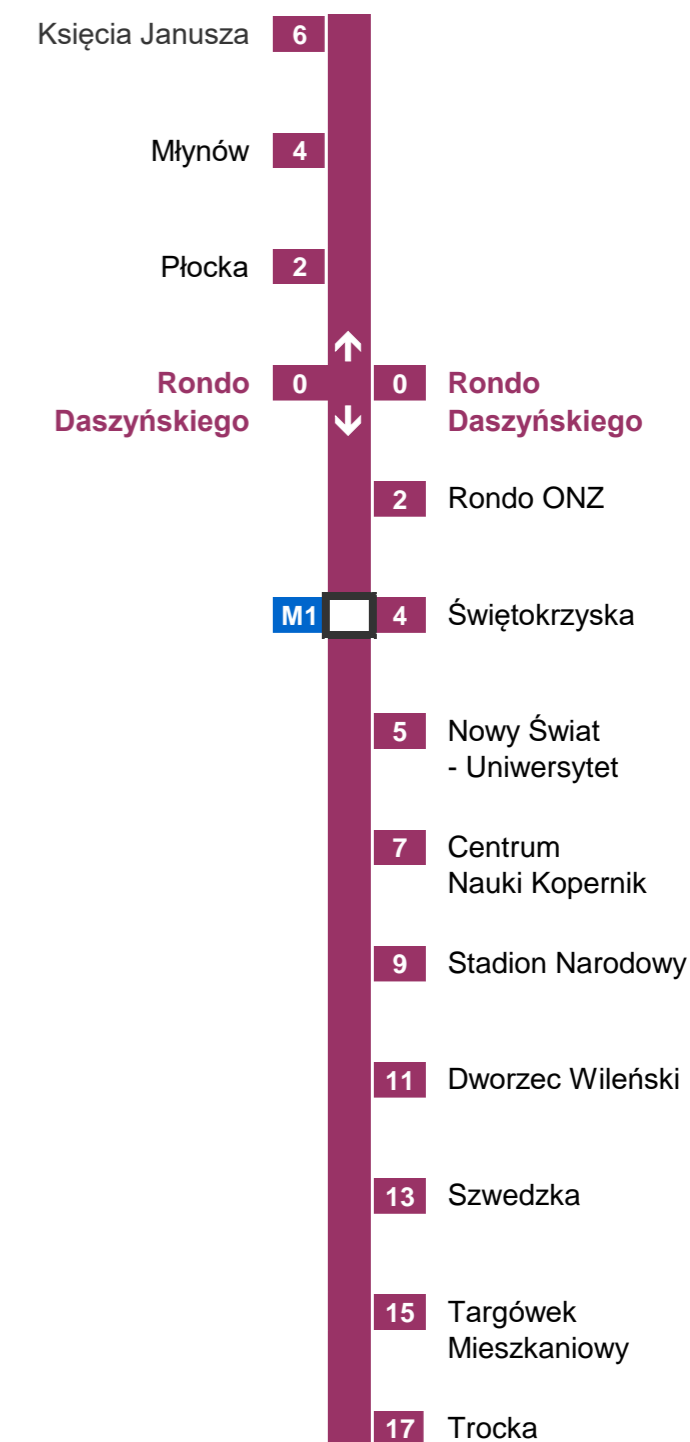 Księcia Janusza 6
Młynów 4
Płocka 2
Rondo 0 0 Rondo
Daszyńskiego Daszyńskiego
2 Rondo ONZ
M1 4 Świętokrzyska
5 Nowy Świat
- Uniwersytet
7 Centrum
Nauki Kopernik
9 Stadion Narodowy
11 Dworzec Wileński
13 Szwedzka
15 Targówek
Mieszkaniowy
17 Trocka